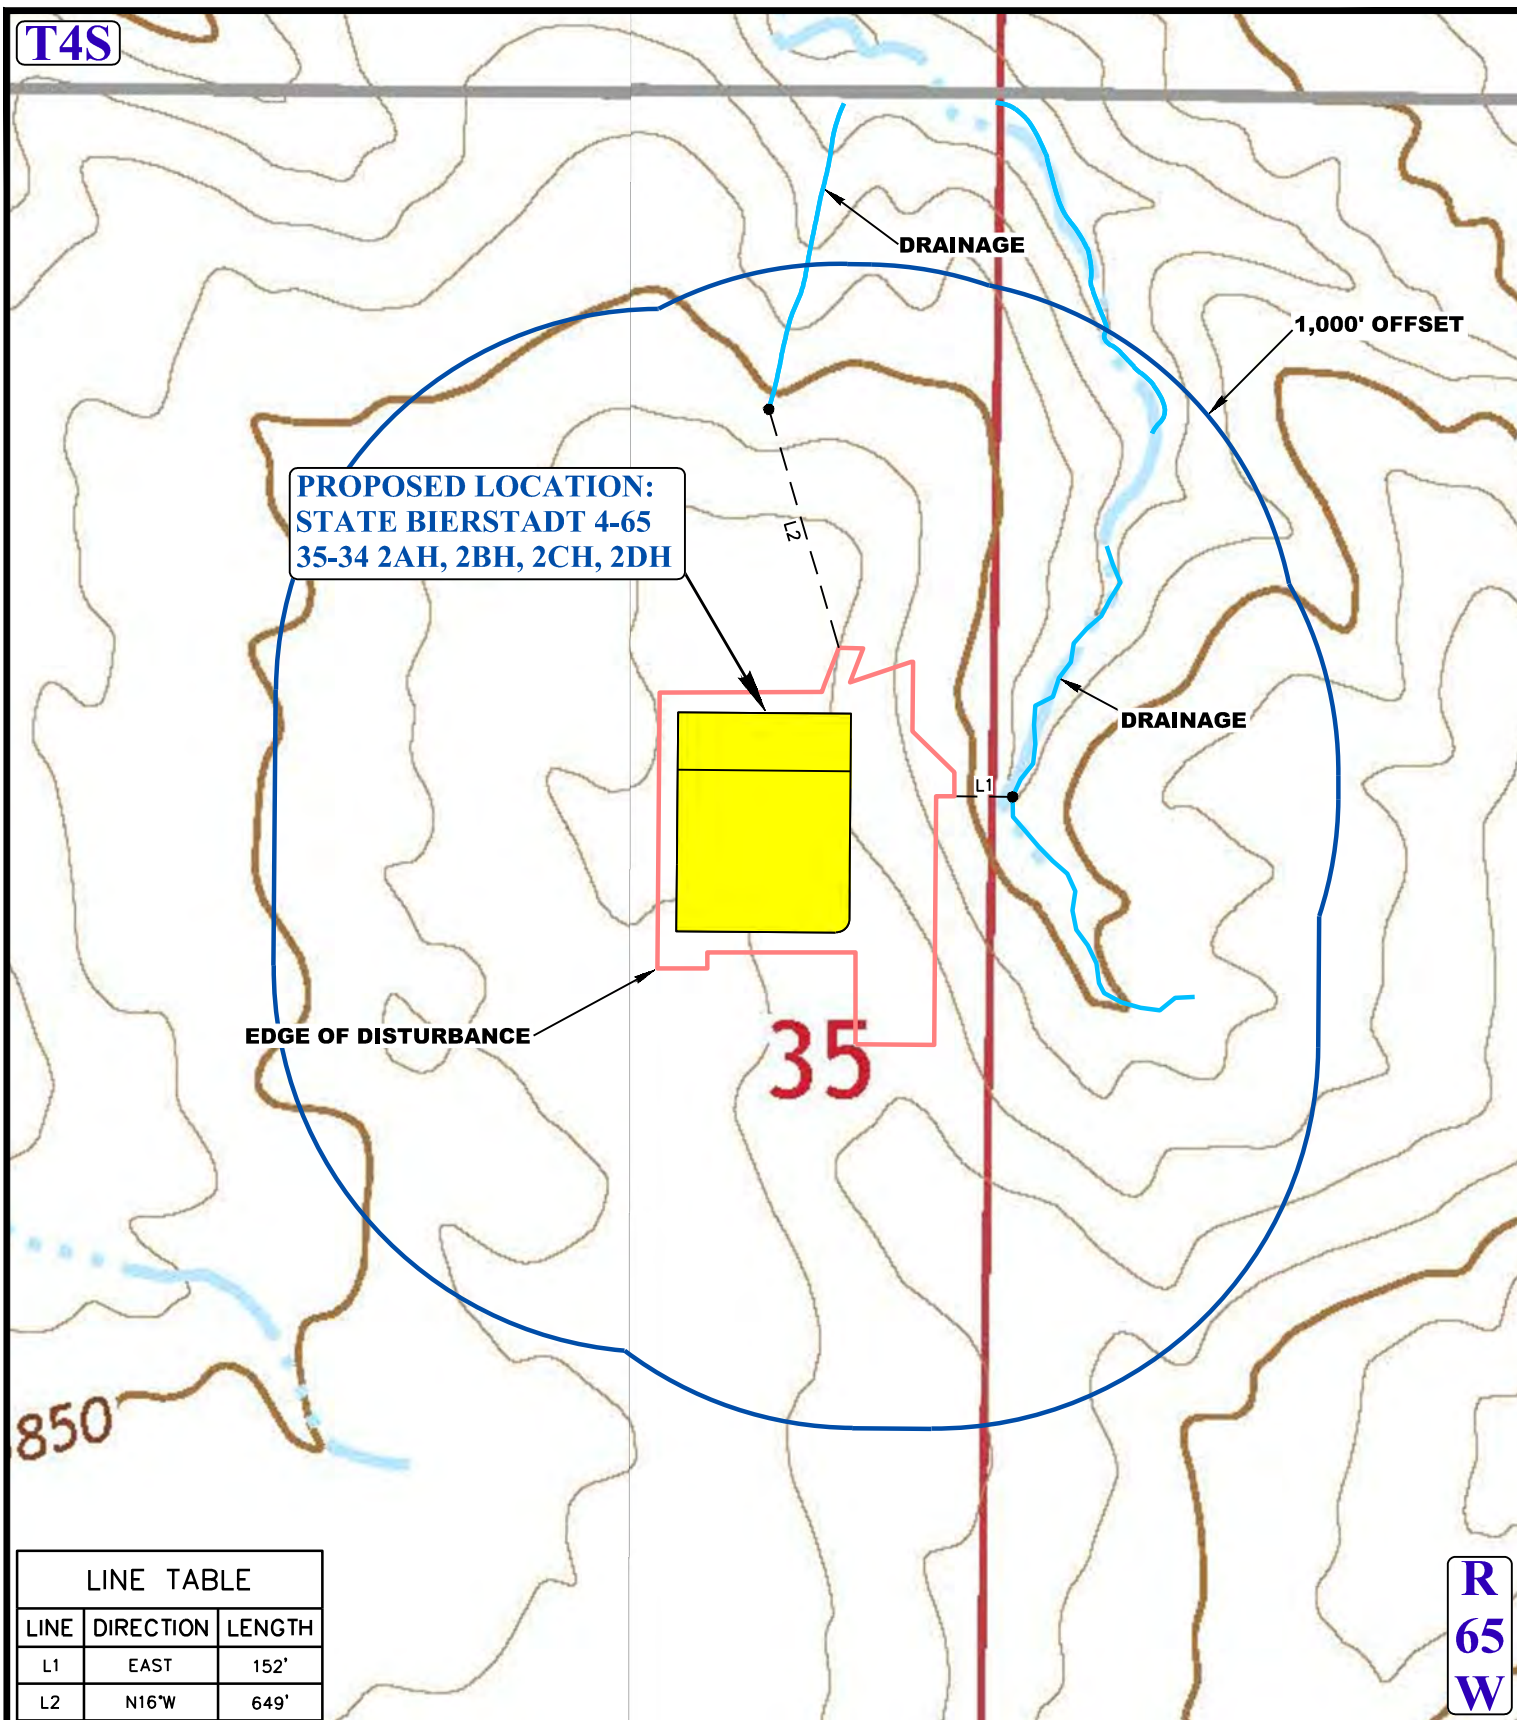 T4S
DRAINAGE
1,000' OFFSET
PROPOSED LOCATION:
STATE BIERSTADT 4-65
35-34 2AH, 2BH, 2CH, 2DH
L2
DRAINAGE
L1
EDGE OF DISTURBANCE
35
850
LINE TABLE
LINE DIRECTION LENGTH
L1 EAST 152'
L2 N16°W 649'
R
65
W